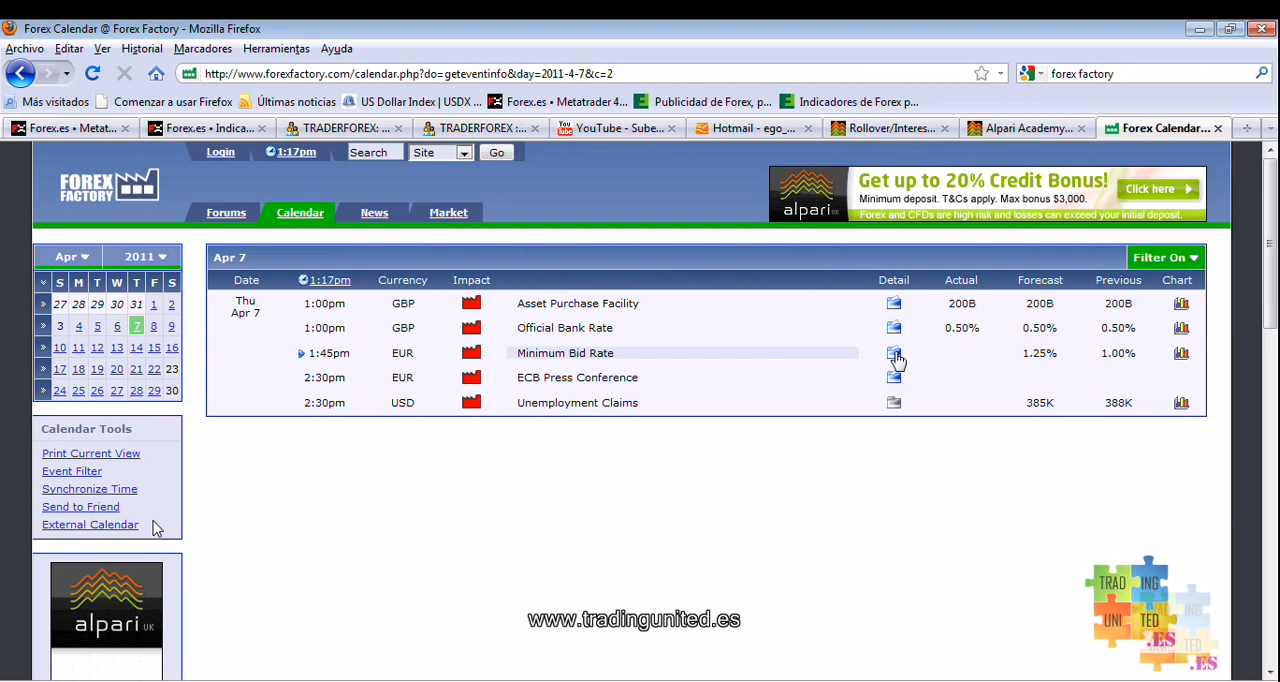 Forex Calendar @ Forex Factory - Mozilla Firefox
Archivo Editar Ver Historial Marcadores Herramientas Ayuda
http://www.forexfactory.com/calendar.php?do=geteventinfo&day=2011-4-7&c=2
forex factory
Más visitados Comenzar a usar Firefox Últimas noticias US Dollar Index | USDX ... Forex.es • Metatrader 4... Publicidad de Forex, p... Indicadores de Forex p...
Forex.es • Metat... Forex.es • Indica... TRADERFOREX: ... TRADERFOREX :... YouTube - Sube... Hotmail - ego_... Rollover/Interes... Alpari Academy... Forex Calendar...
Login 1:17pm Search Site Go
FOREX FACTORY
alpari UK
Get up to 20% Credit Bonus!
Minimum deposit. T&Cs apply. Max bonus $3,000.
Click here
Forex and CFDs are high risk and losses can exceed your initial deposit.
Forums Calendar News Market
Apr 2011
S M T W T F S
27 28 29 30 31 1 2
3 4 5 6 7 8 9
10 11 12 13 14 15 16
17 18 19 20 21 22 23
24 25 26 27 28 29 30
Apr 7 Filter On
Date 1:17pm Currency Impact Detail Actual Forecast Previous Chart
Thu Apr 7 1:00pm GBP Asset Purchase Facility 200B 200B 200B
1:00pm GBP Official Bank Rate 0.50% 0.50% 0.50%
1:45pm EUR Minimum Bid Rate 1.25% 1.00%
2:30pm EUR ECB Press Conference
2:30pm USD Unemployment Claims 385K 388K
Calendar Tools
Print Current View
Event Filter
Synchronize Time
Send to Friend
External Calendar
alpari UK
www.tradingunited.es
TRAD ING
UNI TED
.ES
TED
.ES